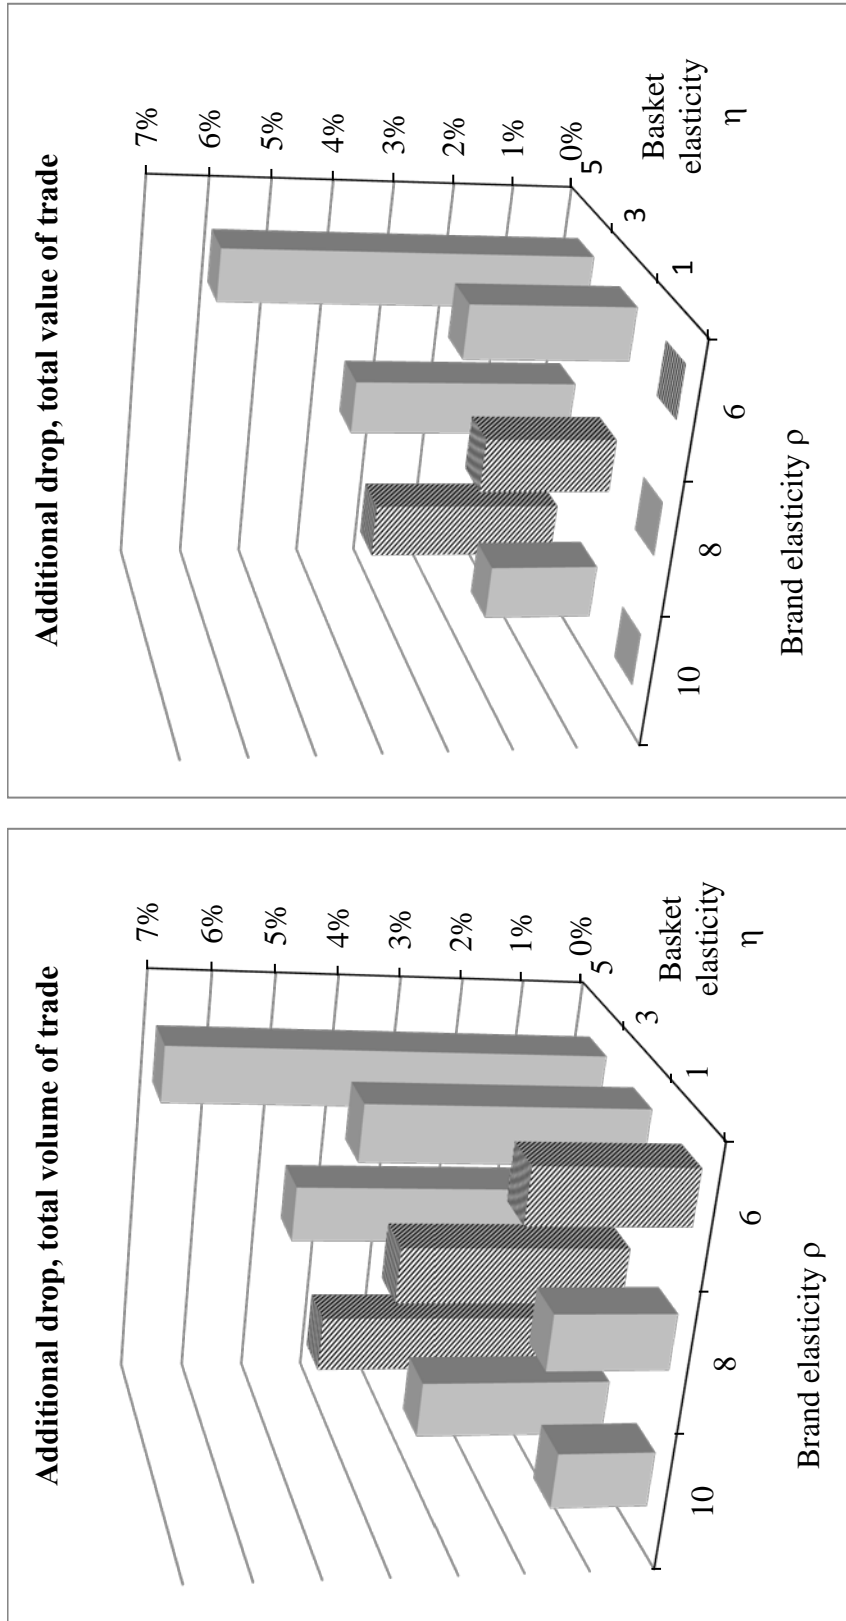 Additional drop, total volume of trade
7%
6%
5%
4%
3%
2%
1%
0%
5
3
1
Basket
elasticity
η
10
8
6
Brand elasticity ρ
Additional drop, total value of trade
7%
6%
5%
4%
3%
2%
1%
0%
5
3
1
Basket
elasticity
η
10
8
6
Brand elasticity ρ